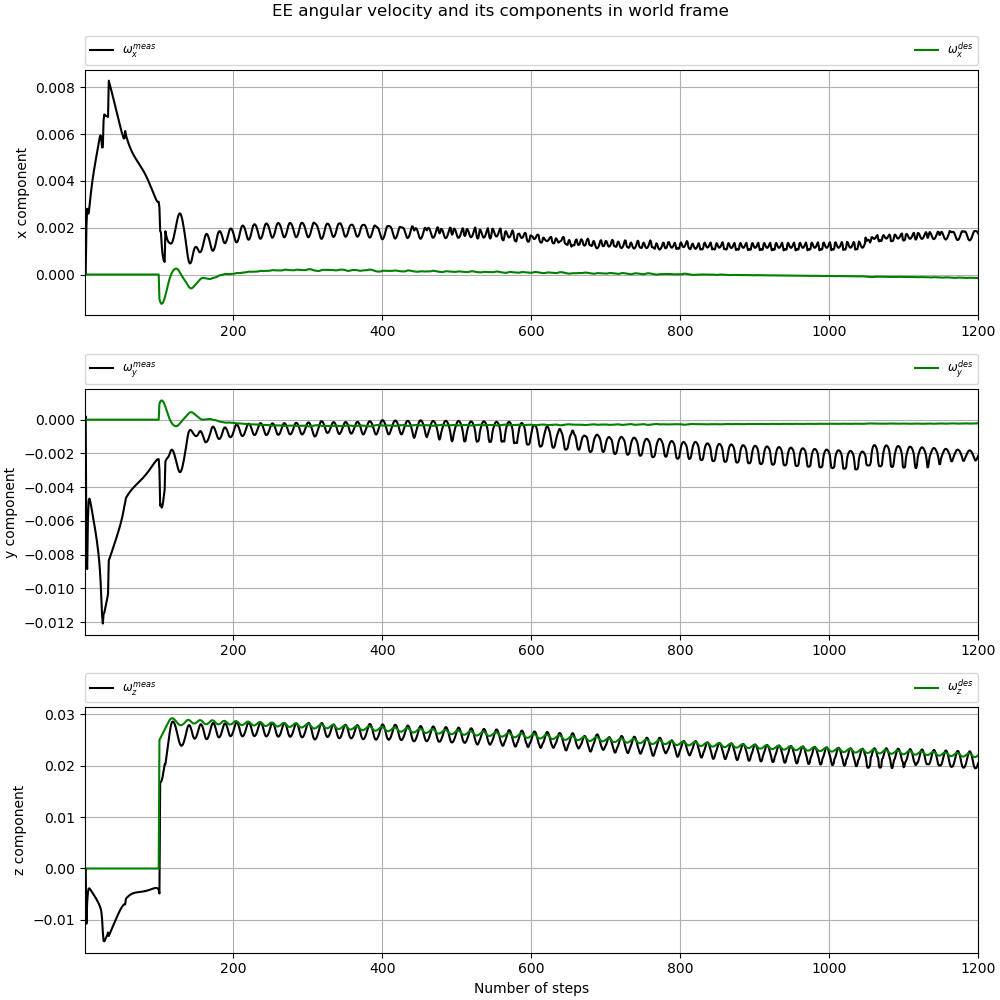 EE angular velocity and its components in world frame
ω_x^meas ω_x^des
0.008
0.006
0.004
0.002
0.000
x component
200 400 600 800 1000 1200
ω_y^meas ω_y^des
0.000
−0.002
−0.004
−0.006
−0.008
−0.010
−0.012
y component
200 400 600 800 1000 1200
ω_z^meas ω_z^des
0.03
0.02
0.01
0.00
−0.01
z component
200 400 600 800 1000 1200
Number of steps